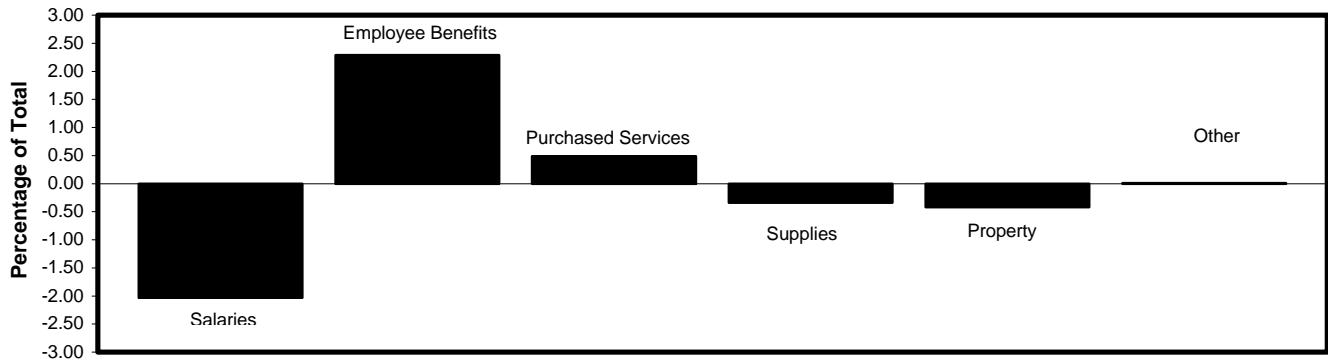 3.00
2.50
2.00
1.50
1.00
0.50
0.00
-0.50
-1.00
-1.50
-2.00
-2.50
-3.00
Percentage of Total
Employee Benefits
Purchased Services
Other
Supplies
Property
Salaries